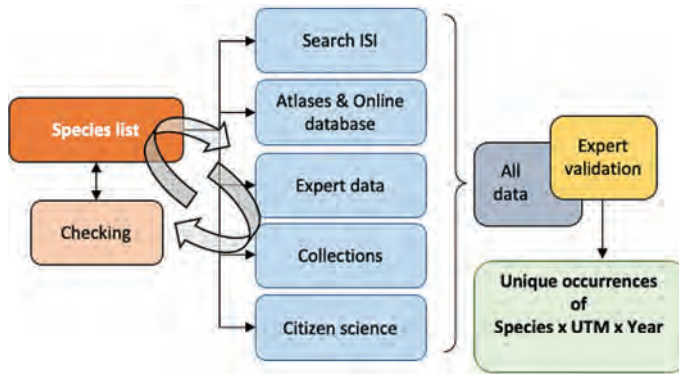 Species list
Checking
Search ISI
Atlases & Online
database
Expert data
Collections
Citizen science
All
data
Expert
validation
Unique occurrences
of
Species x UTM x Year